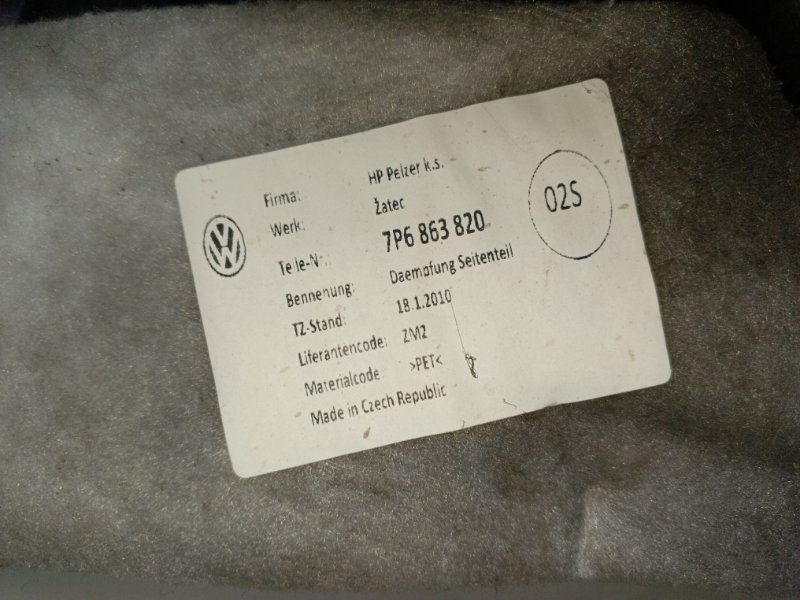 Firma: HP Pelzer k.s.
Werk: Žatec
Teile-Nr: 7P6 863 820
Bennenung: Daempfung Seitenteil
TZ-Stand: 18.1.2010
Liferantencode: ZM2
Materialcode >PET<
Made in Czech Republic
02S